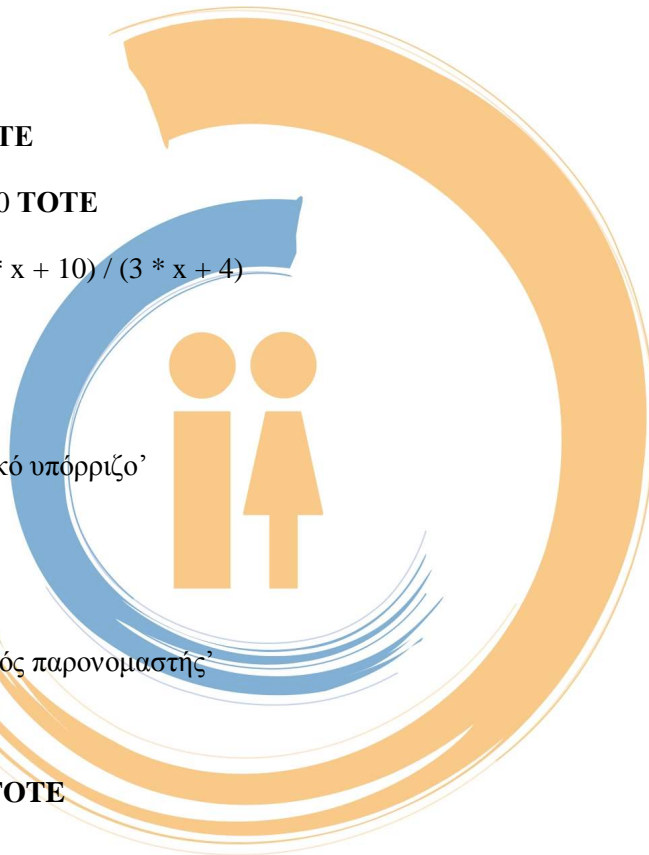 ΤΕ
0 ΤΟΤΕ
* x + 10) / (3 * x + 4)
κό υπόρριζο’
ός παρονομαστής’
ΤΟΤΕ